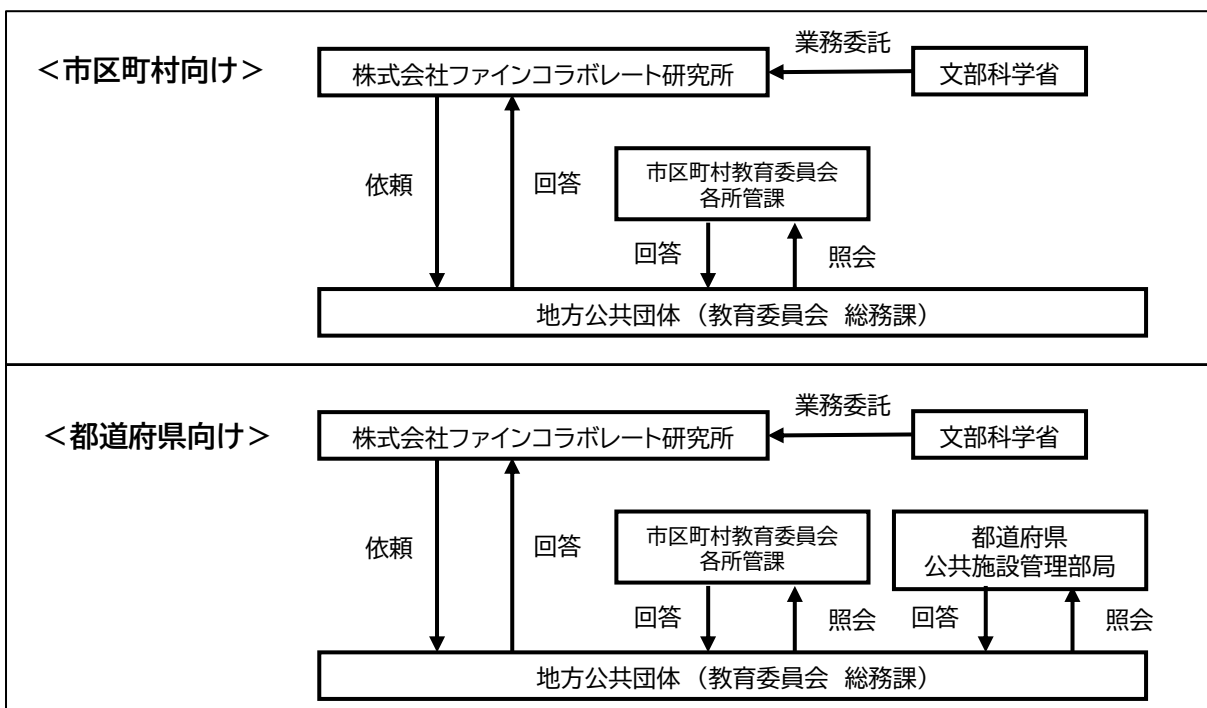 ＜市区町村向け＞
業務委託
株式会社ファインコラボレート研究所
文部科学省
依頼
回答
市区町村教育委員会
各所管課
回答
照会
地方公共団体（教育委員会　総務課）
＜都道府県向け＞
業務委託
株式会社ファインコラボレート研究所
文部科学省
依頼
回答
市区町村教育委員会
各所管課
都道府県
公共施設管理部局
回答
照会
回答
照会
地方公共団体（教育委員会　総務課）